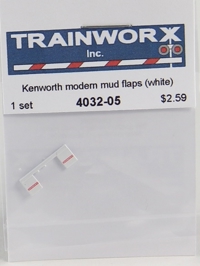 TRAINWORX
Inc.
Kenworth modern mud flaps (white)
1 set 4032-05 $2.59